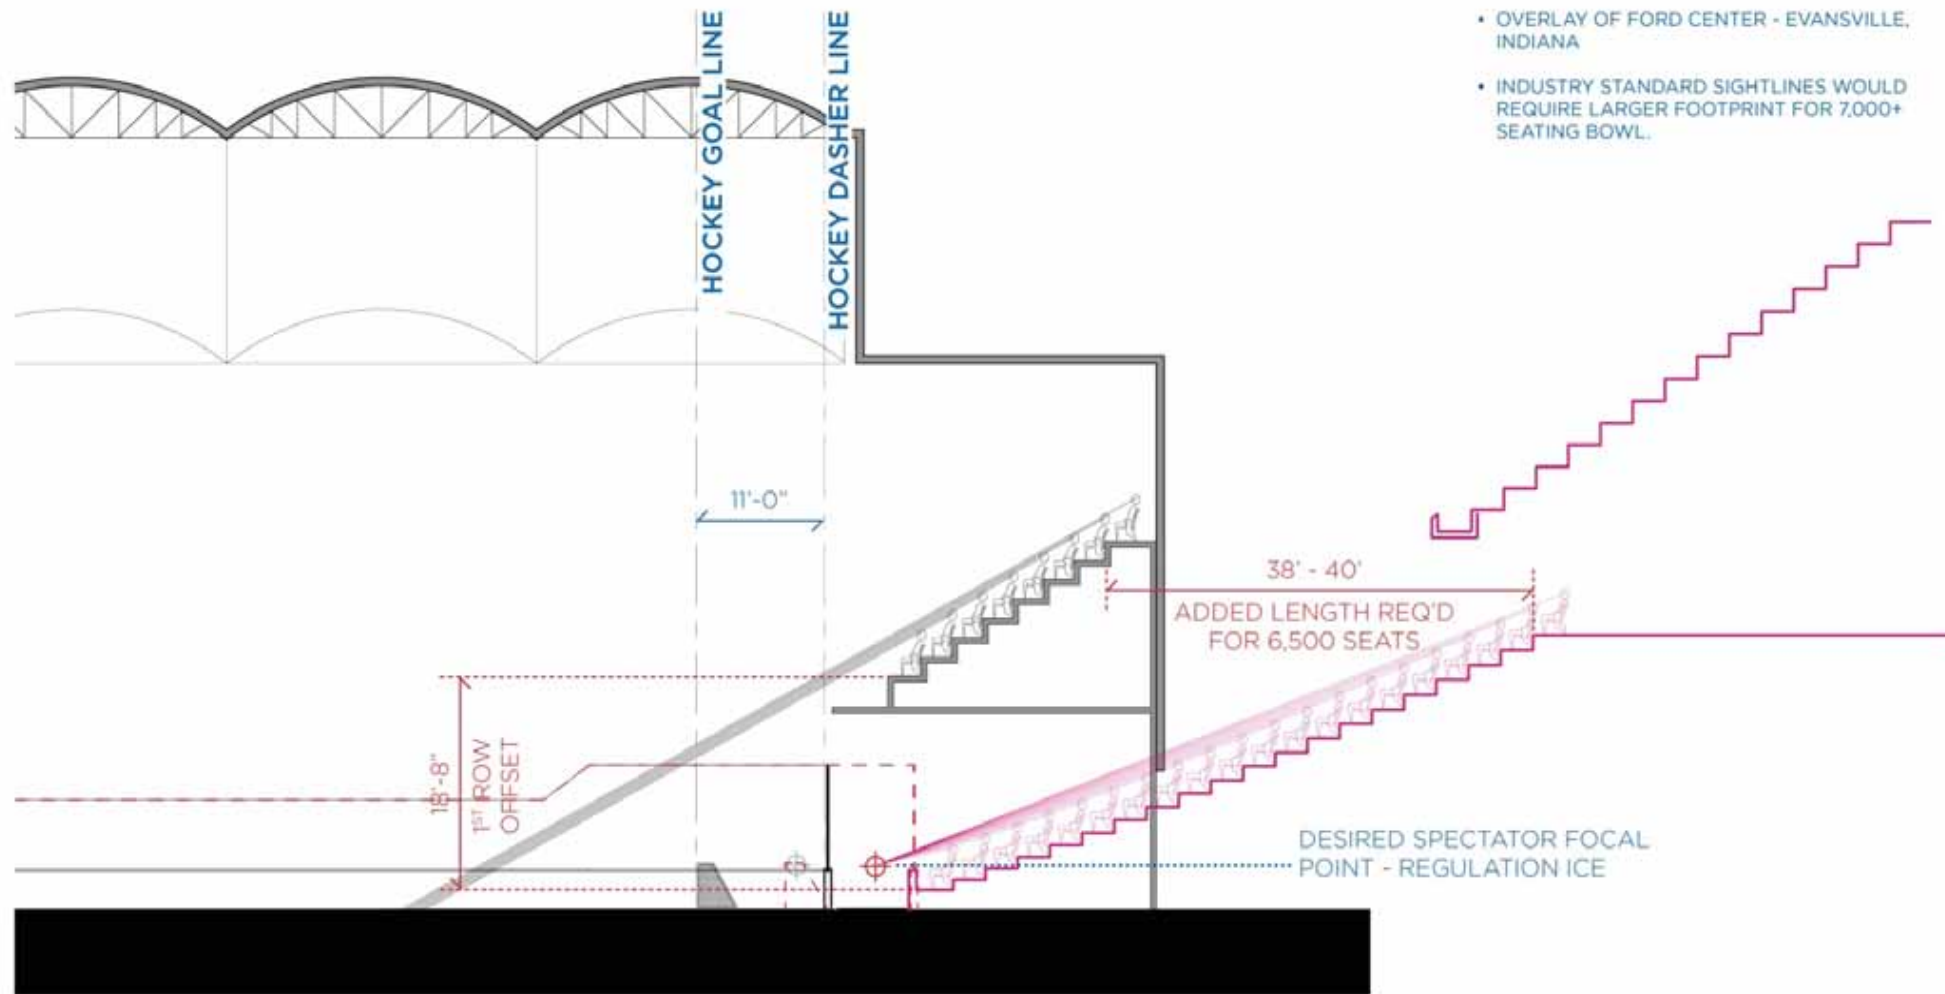 HOCKEY GOAL LINE
HOCKEY DASHER LINE
• OVERLAY OF FORD CENTER - EVANSVILLE,
INDIANA
• INDUSTRY STANDARD SIGHTLINES WOULD
REQUIRE LARGER FOOTPRINT FOR 7,000+
SEATING BOWL.
11'-0"
38' - 40'
ADDED LENGTH REQ'D
FOR 6,500 SEATS
18'-8"
1ST ROW
OFFSET
DESIRED SPECTATOR FOCAL
POINT - REGULATION ICE